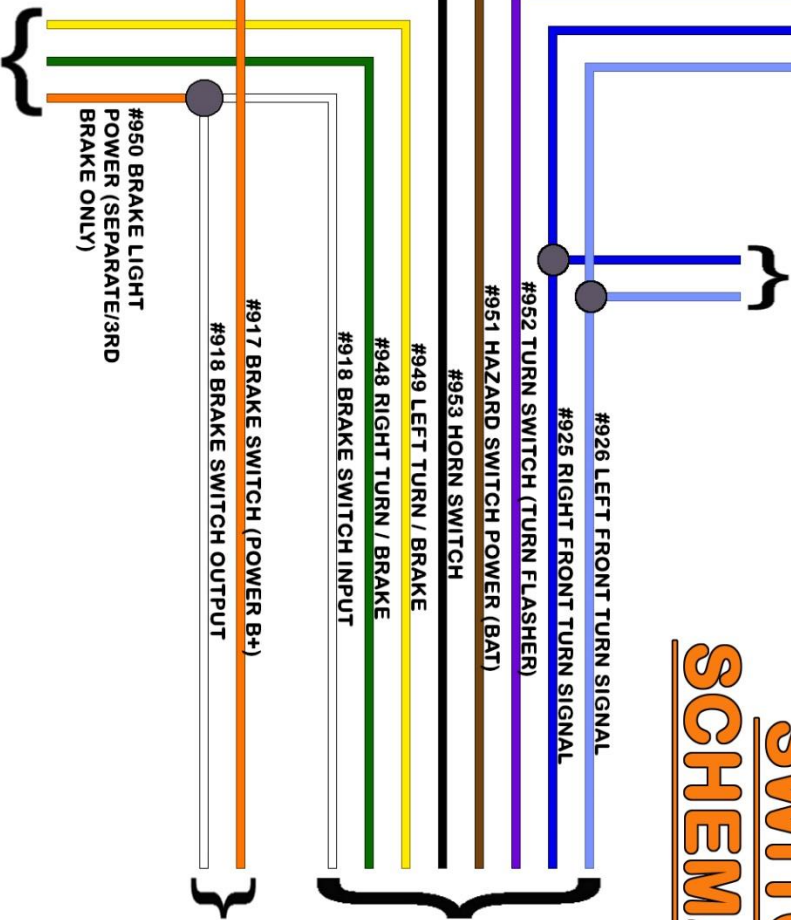 #950 BRAKE LIGHT
POWER (SEPARATE/3RD
BRAKE ONLY)
#918 BRAKE SWITCH OUTPUT
#917 BRAKE SWITCH (POWER B+)
#918 BRAKE SWITCH INPUT
#948 RIGHT TURN / BRAKE
#949 LEFT TURN / BRAKE
#953 HORN SWITCH
#951 HAZARD SWITCH POWER (BAT)
#952 TURN SWITCH (TURN FLASHER)
#925 RIGHT FRONT TURN SIGNAL
#926 LEFT FRONT TURN SIGNAL